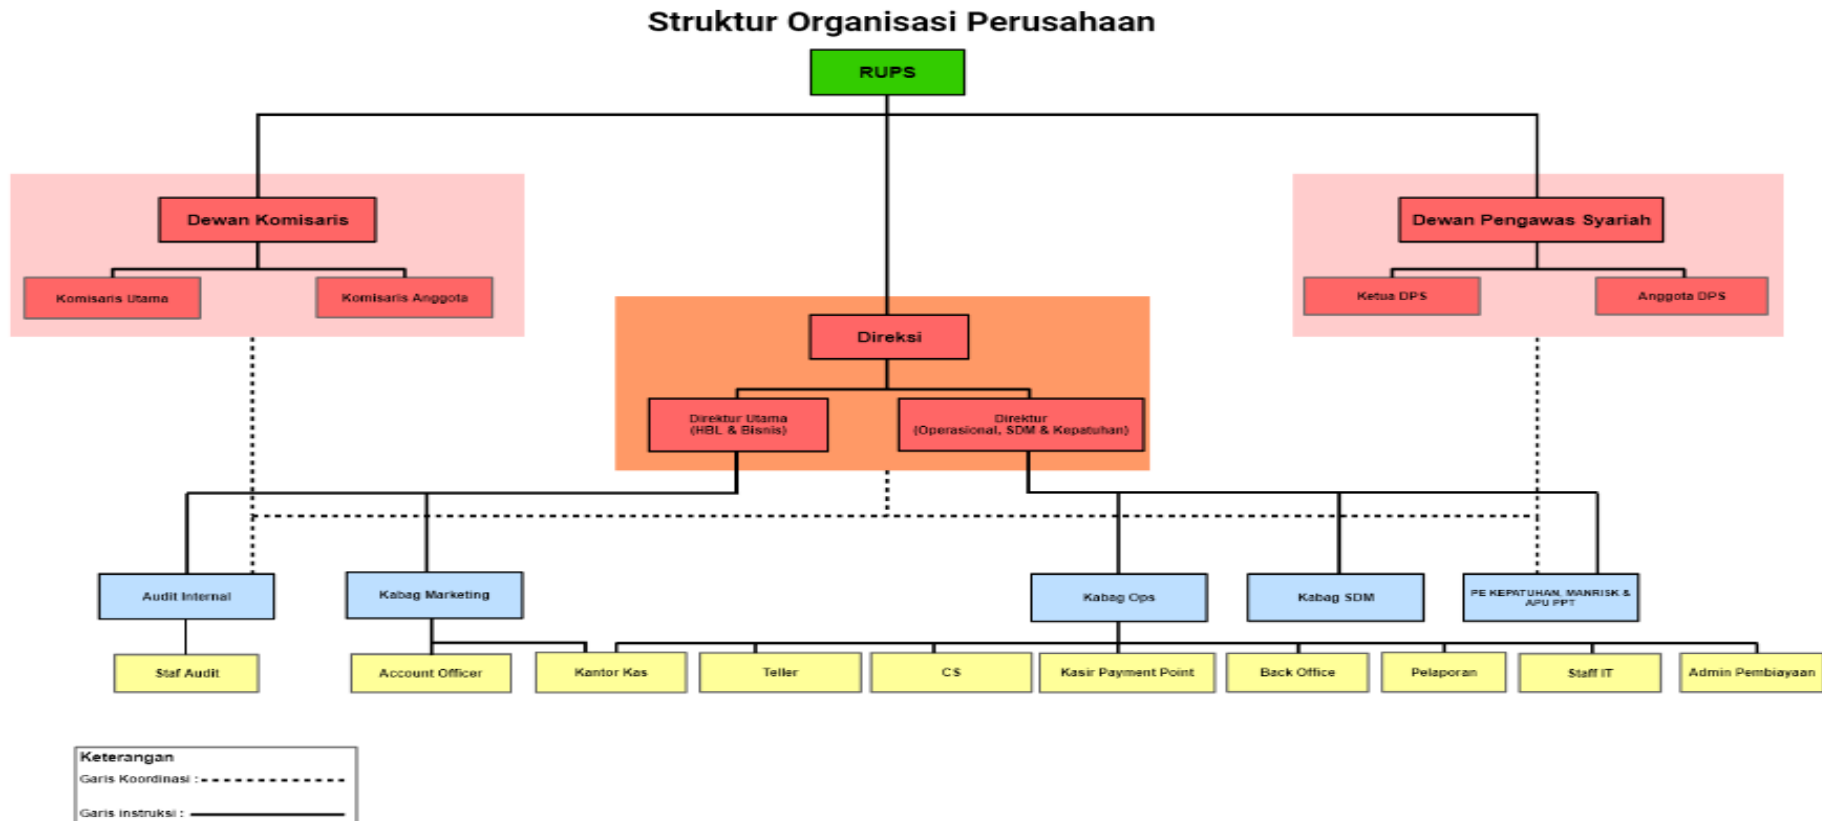 Struktur Organisasi Perusahaan
RUPS
Dewan Komisaris
Dewan Pengawas Syariah
Komisaris Utama
Komisaris Anggota
Ketua DPS
Anggota DPS
Direksi
Direktur Utama
(HBL & Bisnis)
Direktur
(Operasional, SDM & Kepatuhan)
Audit Internal
Kabag Marketing
Kabag Ops
Kabag SDM
PE KEPATUHAN, MANRISK &
APU PPT
Staf Audit
Account Officer
Kantor Kas
Teller
CS
Kasir Payment Point
Back Office
Pelaporan
Staff IT
Admin Pembiayaan
Keterangan
Garis Koordinasi :
Garis instruksi :